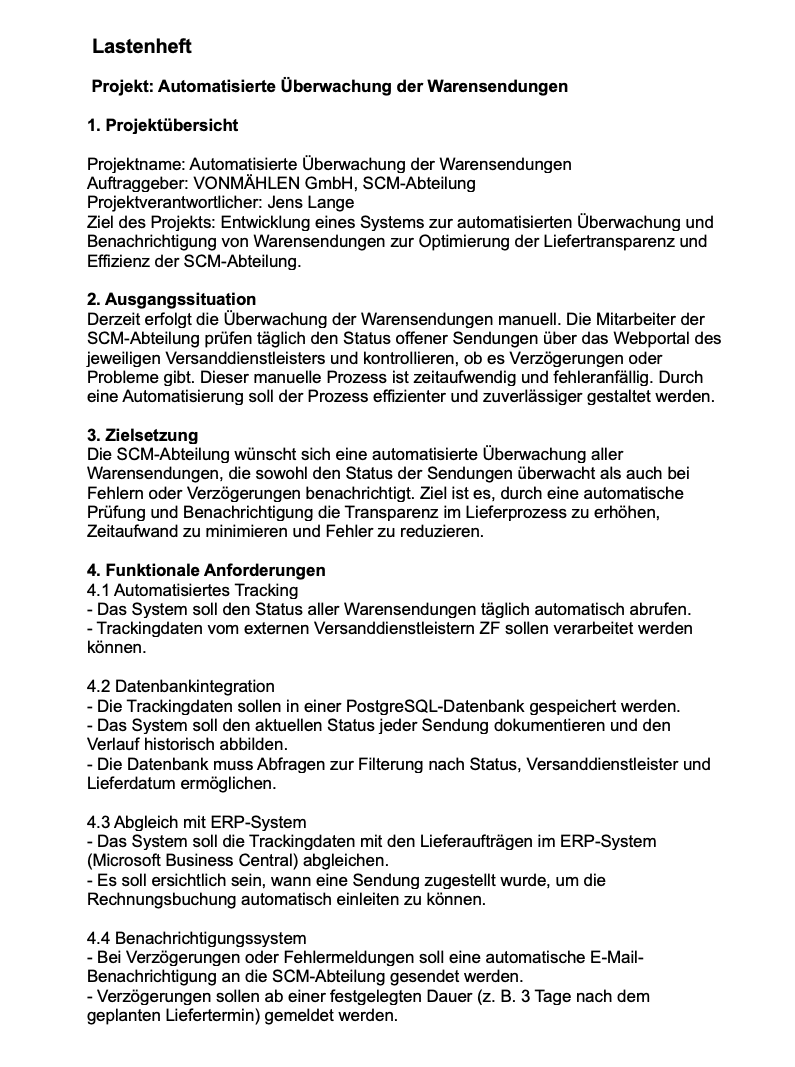 Lastenheft
Projekt: Automatisierte Überwachung der Warensendungen
1. Projektübersicht
Projektname: Automatisierte Überwachung der Warensendungen
Auftraggeber: VONMÄHLEN GmbH, SCM-Abteilung
Projektverantwortlicher: Jens Lange
Ziel des Projekts: Entwicklung eines Systems zur automatisierten Überwachung und
Benachrichtigung von Warensendungen zur Optimierung der Liefertransparenz und
Effizienz der SCM-Abteilung.
2. Ausgangssituation
Derzeit erfolgt die Überwachung der Warensendungen manuell. Die Mitarbeiter der
SCM-Abteilung prüfen täglich den Status offener Sendungen über das Webportal des
jeweiligen Versanddienstleisters und kontrollieren, ob es Verzögerungen oder
Probleme gibt. Dieser manuelle Prozess ist zeitaufwendig und fehleranfällig. Durch
eine Automatisierung soll der Prozess effizienter und zuverlässiger gestaltet werden.
3. Zielsetzung
Die SCM-Abteilung wünscht sich eine automatisierte Überwachung aller
Warensendungen, die sowohl den Status der Sendungen überwacht als auch bei
Fehlern oder Verzögerungen benachrichtigt. Ziel ist es, durch eine automatische
Prüfung und Benachrichtigung die Transparenz im Lieferprozess zu erhöhen,
Zeitaufwand zu minimieren und Fehler zu reduzieren.
4. Funktionale Anforderungen
4.1 Automatisiertes Tracking
- Das System soll den Status aller Warensendungen täglich automatisch abrufen.
- Trackingdaten vom externen Versanddienstleistern ZF sollen verarbeitet werden
können.
4.2 Datenbankintegration
- Die Trackingdaten sollen in einer PostgreSQL-Datenbank gespeichert werden.
- Das System soll den aktuellen Status jeder Sendung dokumentieren und den
Verlauf historisch abbilden.
- Die Datenbank muss Abfragen zur Filterung nach Status, Versanddienstleister und
Lieferdatum ermöglichen.
4.3 Abgleich mit ERP-System
- Das System soll die Trackingdaten mit den Lieferaufträgen im ERP-System
(Microsoft Business Central) abgleichen.
- Es soll ersichtlich sein, wann eine Sendung zugestellt wurde, um die
Rechnungsbuchung automatisch einleiten zu können.
4.4 Benachrichtigungssystem
- Bei Verzögerungen oder Fehlermeldungen soll eine automatische E-Mail-
Benachrichtigung an die SCM-Abteilung gesendet werden.
- Verzögerungen sollen ab einer festgelegten Dauer (z. B. 3 Tage nach dem
geplanten Liefertermin) gemeldet werden.